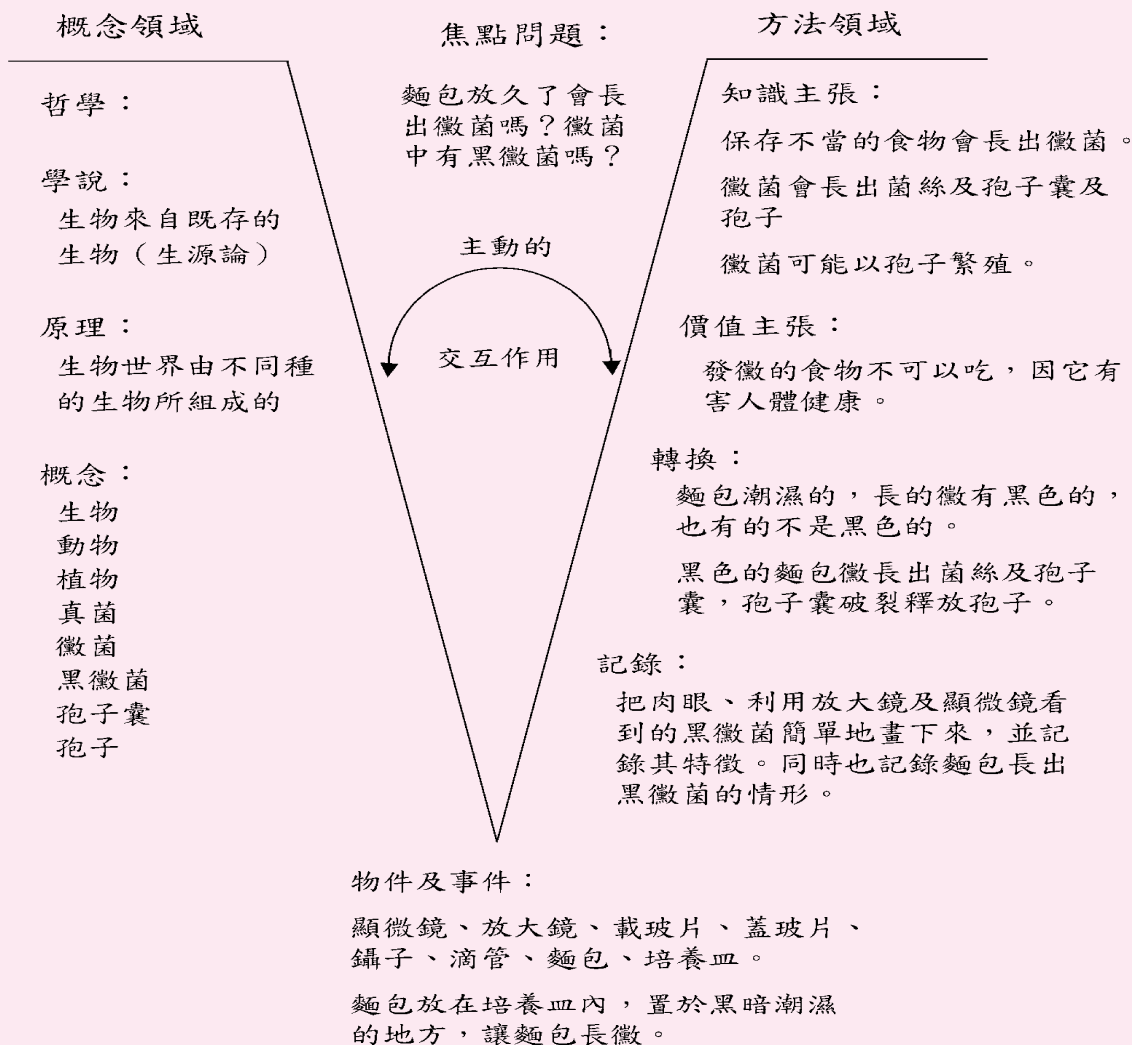 概念領域
哲學：
學說：
生物來自既存的
生物（生源論）
原理：
生物世界由不同種
的生物所組成的
概念：
生物
動物
植物
真菌
黴菌
黑黴菌
孢子囊
孢子
焦點問題：
麵包放久了會長
出黴菌嗎？黴菌
中有黑黴菌嗎？
主動的
交互作用
方法領域
知識主張：
保存不當的食物會長出黴菌。
黴菌會長出菌絲及孢子囊及
孢子
黴菌可能以孢子繁殖。
價值主張：
發黴的食物不可以吃，因它有
害人體健康。
轉換：
麵包潮濕的，長的黴有黑色的，
也有的不是黑色的。
黑色的麵包黴長出菌絲及孢子
囊，孢子囊破裂釋放孢子。
記錄：
把肉眼、利用放大鏡及顯微鏡看
到的黑黴菌簡單地畫下來，並記
錄其特徵。同時也記錄麵包長出
黑黴菌的情形。
物件及事件：
顯微鏡、放大鏡、載玻片、蓋玻片、
鑷子、滴管、麵包、培養皿。
麵包放在培養皿內，置於黑暗潮濕
的地方，讓麵包長黴。